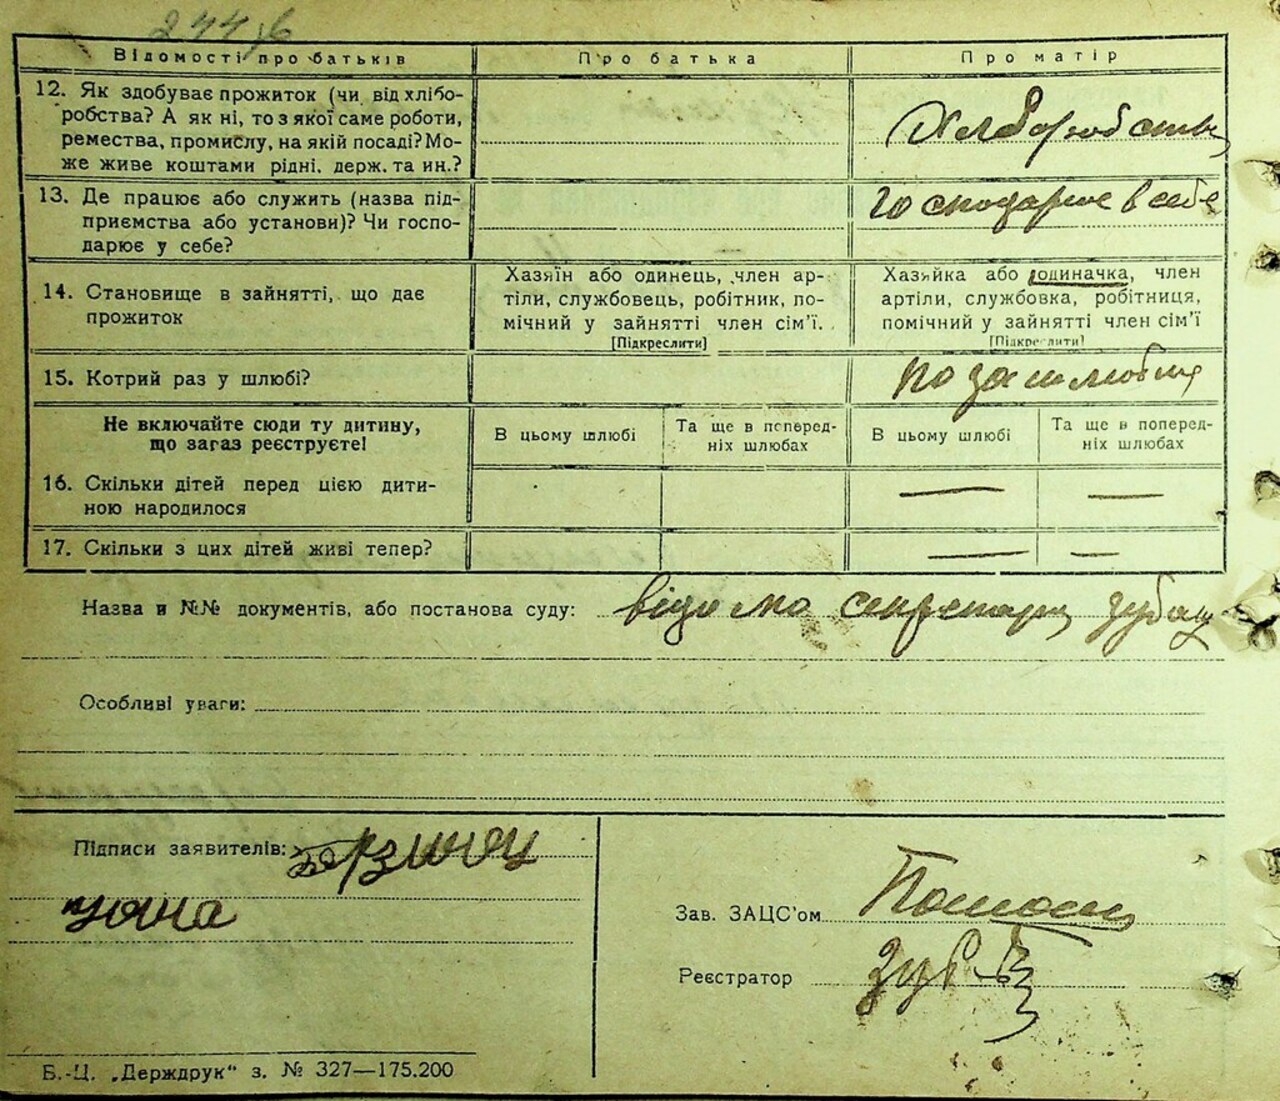 244 зв
Відомості про батьків
Про батька
Про матір
12. Як здобуває прожиток (чи від хлібо-
робства? А як ні, то з якої саме роботи,
ремества, промислу, на якій посаді? Мо-
же живе коштами рідні, держ. та ин.?
Хлеборобства
13. Де працює або служить (назва під-
приємства або установи)? Чи госпо-
дарює у себе?
господарює в себе
14. Становище в зайнятті, що дає
прожиток
Хазяїн або одинець, член ар-
тіли, службовець, робітник, по-
мічний у зайнятті член сім'ї.
[Підкреслити]
Хазяйка або одиначка, член
артіли, службовка, робітниця,
помічний у зайнятті член сім'ї
[Підкреслити]
15. Котрий раз у шлюбі?
позашлюбна
Не включайте сюди ту дитину,
що загаз реєструєте!
В цьому шлюбі
Та ще в поперед-
ніх шлюбах
В цьому шлюбі
Та ще в поперед-
ніх шлюбах
16. Скільки дітей перед цією дити-
ною народилося
— —
17. Скільки з цих дітей живі тепер?
— —
Назва и №№ документів, або постанова суду: відомо секретарю
Особливі уваги:
Підписи заявителів:
Зав. ЗАЦС'ом
Реєстратор
Б.-Ц. „Держдрук" з. № 327—175.200